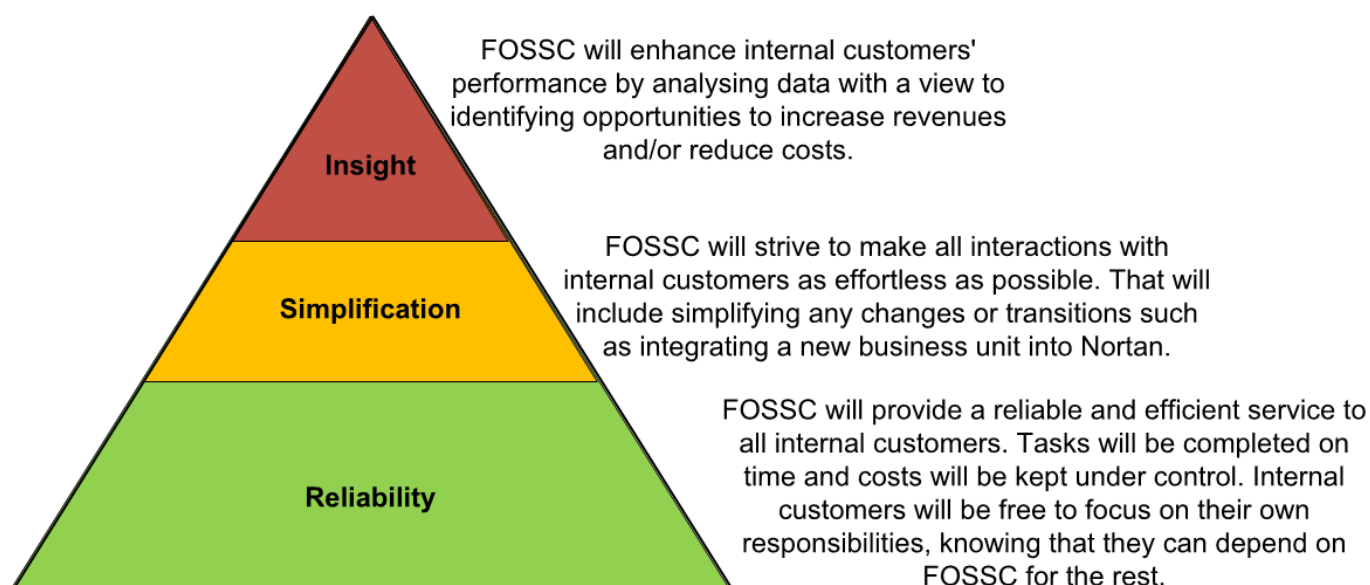 FOSSC will enhance internal customers'
performance by analysing data with a view to
identifying opportunities to increase revenues
and/or reduce costs.
Insight
FOSSC will strive to make all interactions with
internal customers as effortless as possible. That will
include simplifying any changes or transitions such
as integrating a new business unit into Nortan.
Simplification
FOSSC will provide a reliable and efficient service to
all internal customers. Tasks will be completed on
time and costs will be kept under control. Internal
customers will be free to focus on their own
responsibilities, knowing that they can depend on
FOSSC for the rest.
Reliability